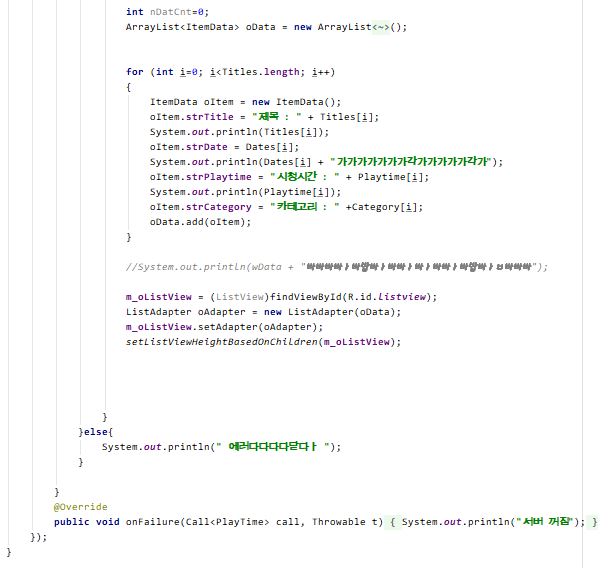 int nDatCnt=0;
ArrayList<ItemData> oData = new ArrayList<~>();
for (int i=0; i<Titles.length; i++)
{
ItemData oItem = new ItemData();
oItem.strTitle = "제목 : " + Titles[i];
System.out.println(Titles[i]);
oItem.strDate = Dates[i];
System.out.println(Dates[i] + "가가가가가가각가가가가각가");
oItem.strPlaytime = "시청시간 : " + Playtime[i];
System.out.println(Playtime[i]);
oItem.strCategory = "카테고리 : " +Category[i];
oData.add(oItem);
}
//System.out.println(wData + "");
m_oListView = (ListView)findViewById(R.id.listview);
ListAdapter oAdapter = new ListAdapter(oData);
m_oListView.setAdapter(oAdapter);
setListViewHeightBasedOnChildren(m_oListView);
}
}else{
System.out.println(" 에러다다다다닫다ㅏ ");
}
}
@Override
public void onFailure(Call<PlayTime> call, Throwable t) { System.out.println("서버 꺼짐"); }
});
}